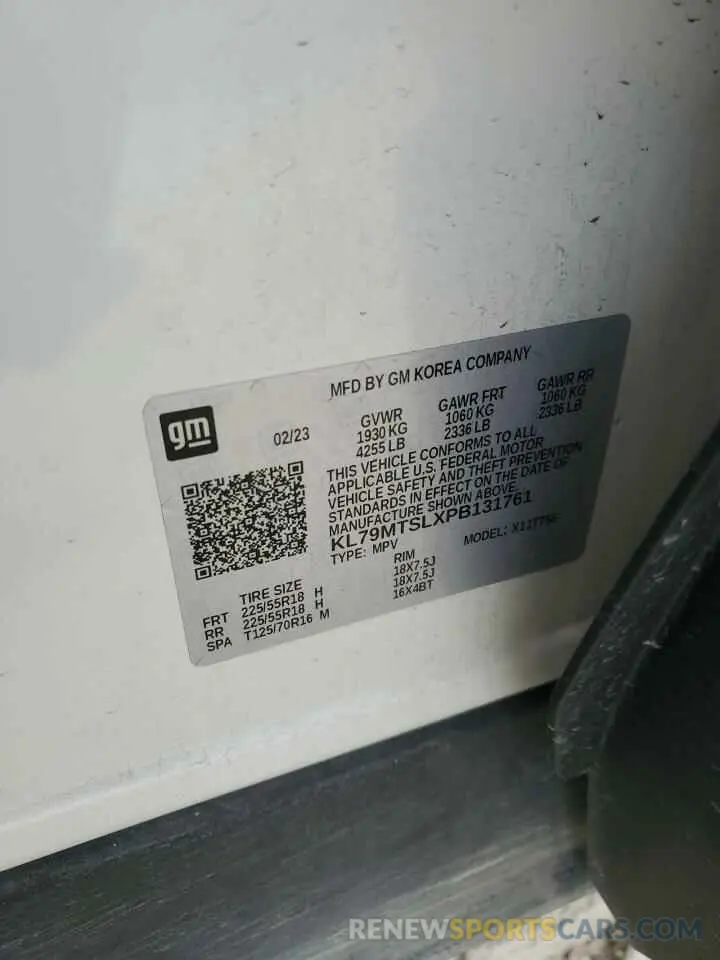 MFD BY GM KOREA COMPANY
gm
02/23
GVWR GAWR FRT GAWR RR
1930 KG 1060 KG 1060 KG
4255 LB 2336 LB 2336 LB
THIS VEHICLE CONFORMS TO ALL
APPLICABLE U.S. FEDERAL MOTOR
VEHICLE SAFETY AND THEFT PREVENTION
STANDARDS IN EFFECT ON THE DATE OF
MANUFACTURE SHOWN ABOVE.
KL79MTSLXPB131761
TYPE: MPV MODEL:
TIRE SIZE RIM
FRT 225/55R18 H 18X7.5J
RR 225/55R18 H 18X7.5J
SPA T125/70R16 M 16X4BT
RENEWSPORTSCARS.COM